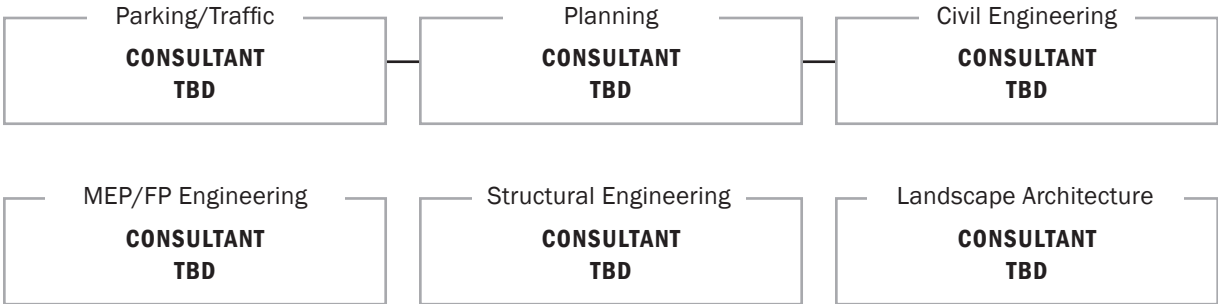 Parking/Traffic
CONSULTANT
TBD
Planning
CONSULTANT
TBD
Civil Engineering
CONSULTANT
TBD
MEP/FP Engineering
CONSULTANT
TBD
Structural Engineering
CONSULTANT
TBD
Landscape Architecture
CONSULTANT
TBD